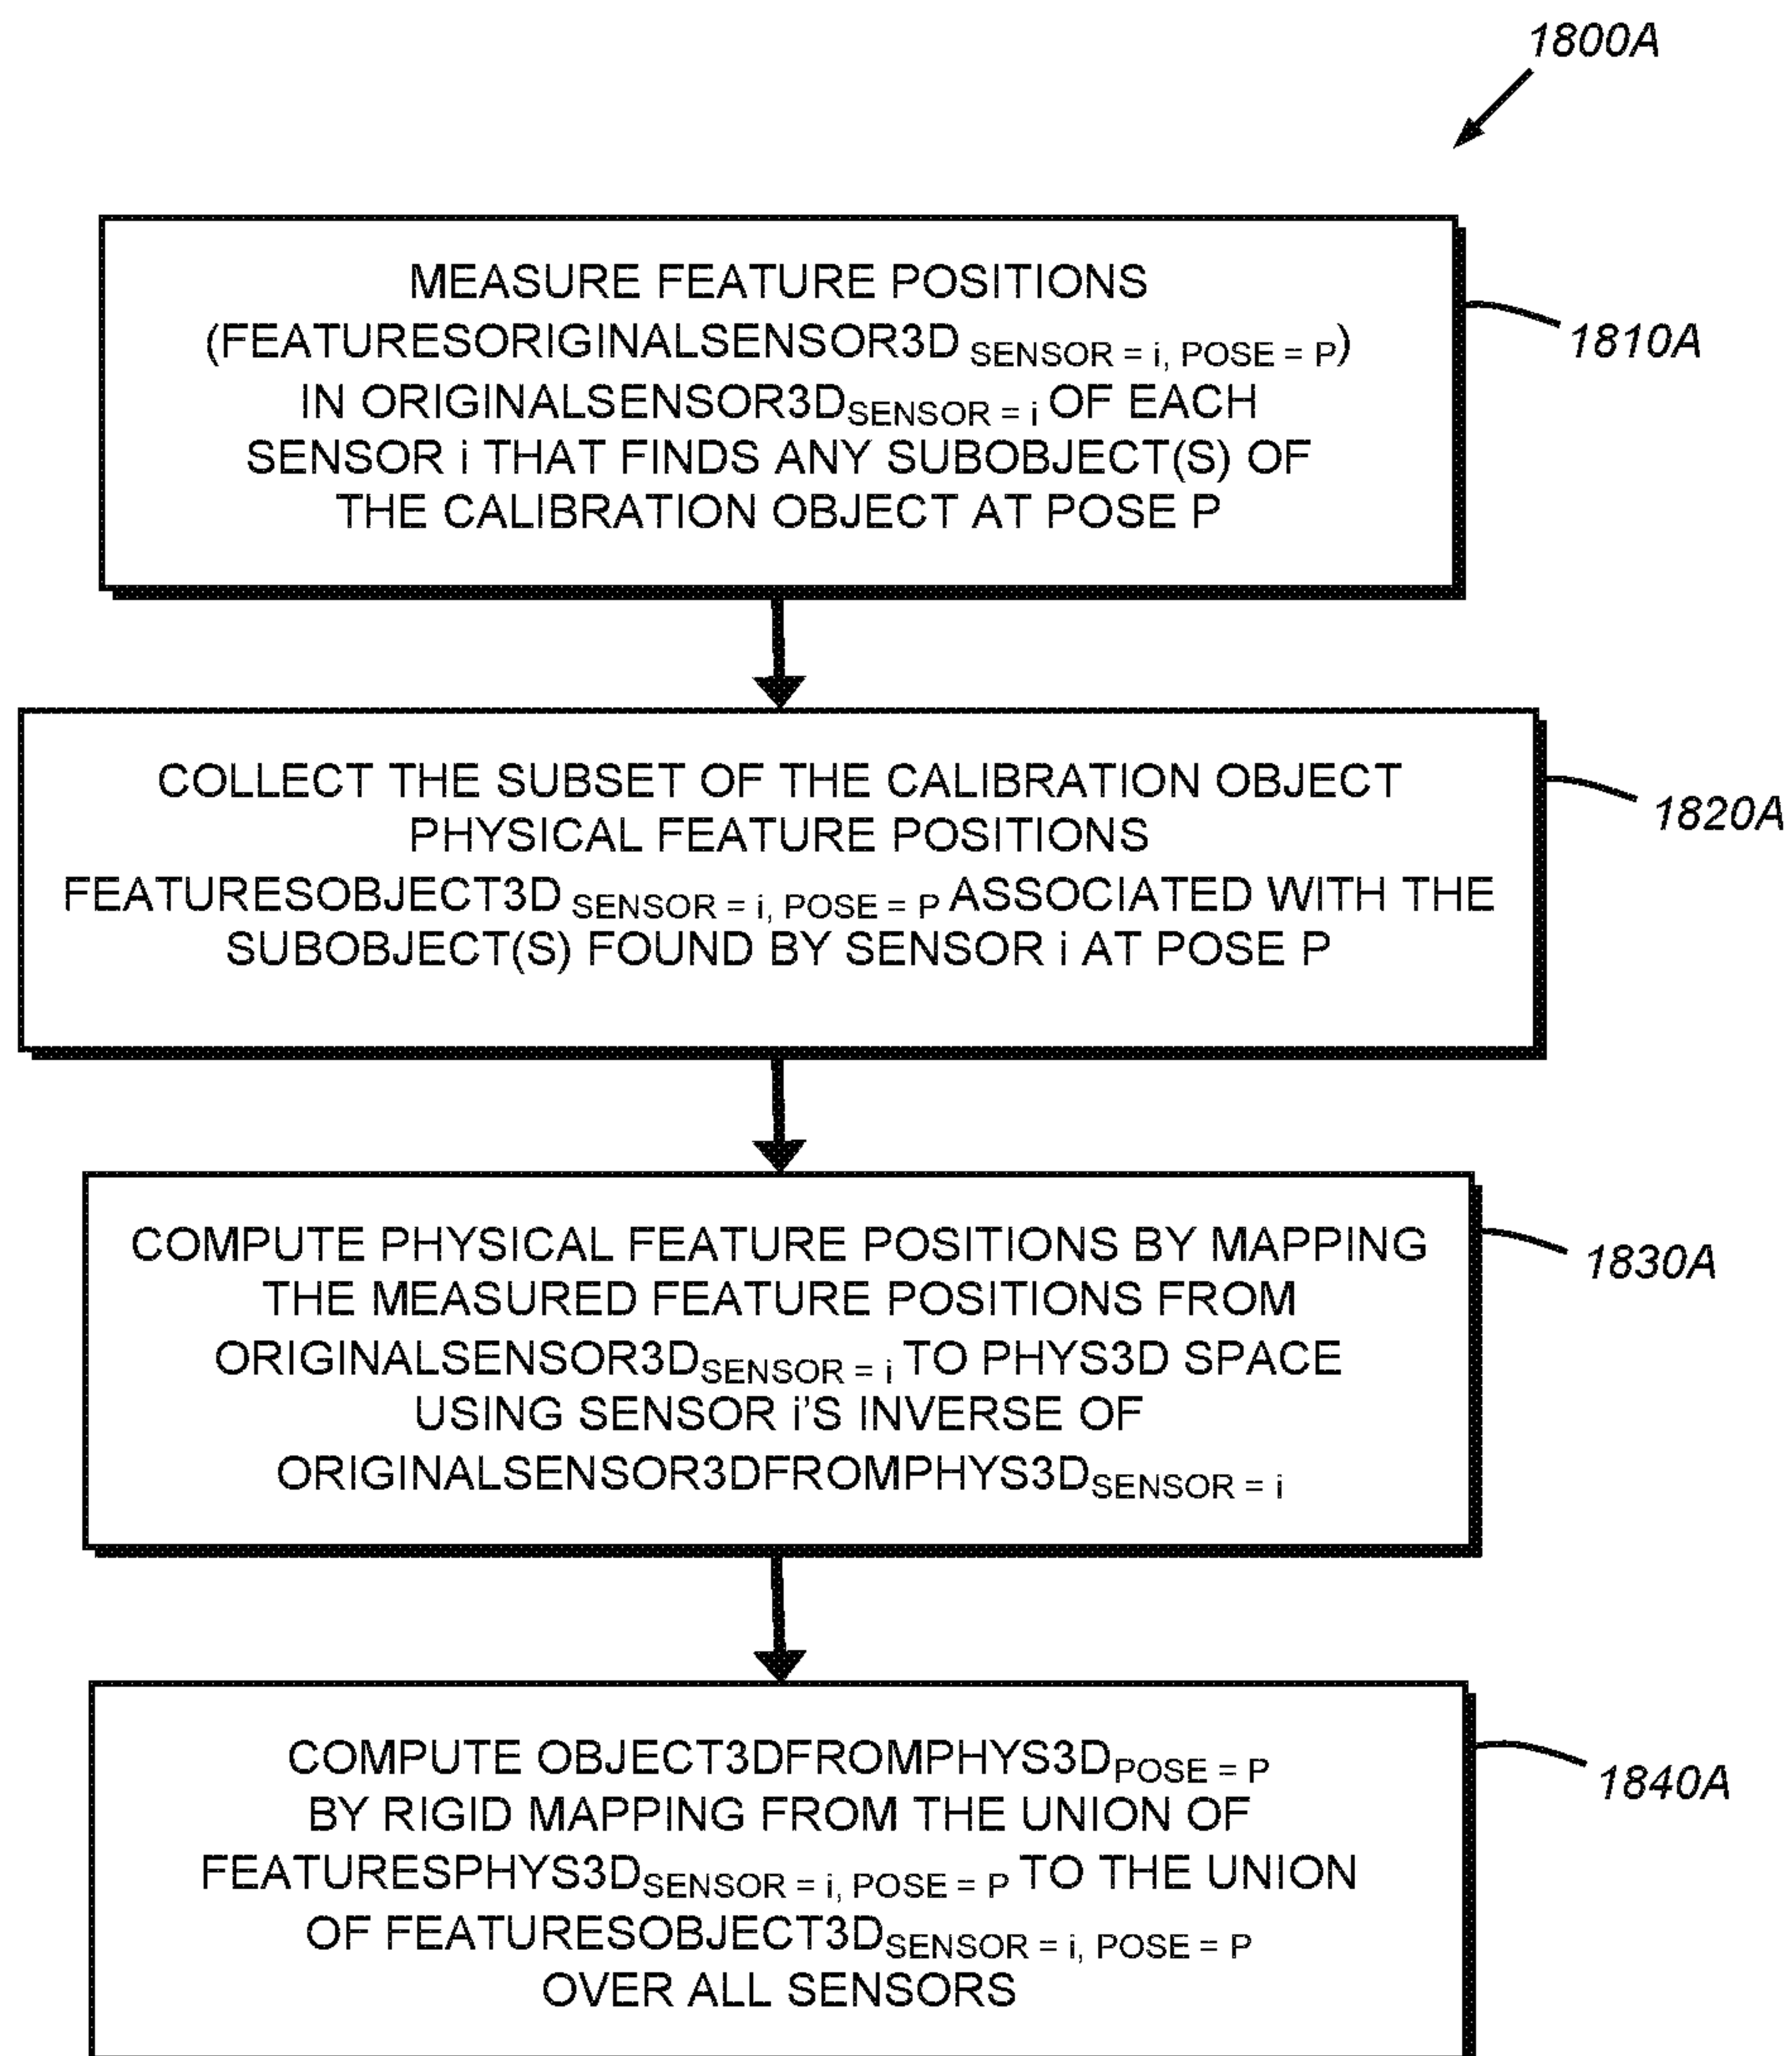 1800A
MEASURE FEATURE POSITIONS
(FEATURESORIGINALSENSOR3D SENSOR = i, POSE = P)
IN ORIGINALSENSOR3DSENSOR = i OF EACH
SENSOR i THAT FINDS ANY SUBOBJECT(S) OF
THE CALIBRATION OBJECT AT POSE P
1810A
COLLECT THE SUBSET OF THE CALIBRATION OBJECT
PHYSICAL FEATURE POSITIONS
FEATURESOBJECT3D SENSOR = i, POSE = P ASSOCIATED WITH THE
SUBOBJECT(S) FOUND BY SENSOR i AT POSE P
1820A
COMPUTE PHYSICAL FEATURE POSITIONS BY MAPPING
THE MEASURED FEATURE POSITIONS FROM
ORIGINALSENSOR3DSENSOR = i TO PHYS3D SPACE
USING SENSOR i'S INVERSE OF
ORIGINALSENSOR3DFROMPHYS3DSENSOR = i
1830A
COMPUTE OBJECT3DFROMPHYS3DPOSE = P
BY RIGID MAPPING FROM THE UNION OF
FEATURESPHYS3DSENSOR = i, POSE = P TO THE UNION
OF FEATURESOBJECT3DSENSOR = i, POSE = P
OVER ALL SENSORS
1840A